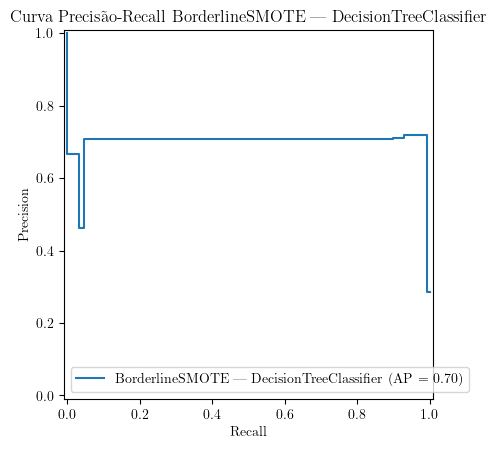 Curva Precisão-Recall BorderlineSMOTE — DecisionTreeClassifier
1.0
0.8
0.6
0.4
0.2
0.0
Precision
BorderlineSMOTE — DecisionTreeClassifier (AP = 0.70)
0.0 0.2 0.4 0.6 0.8 1.0
Recall